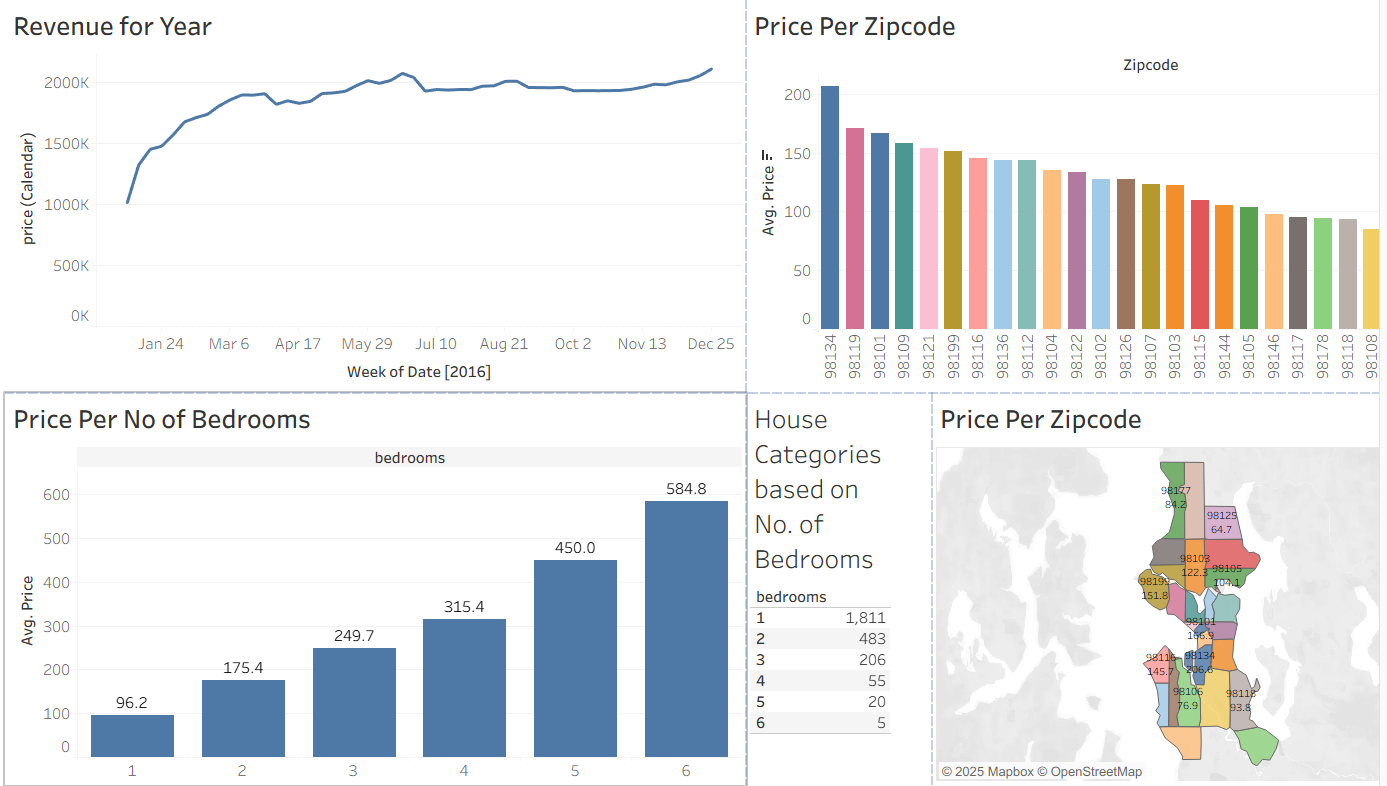 Revenue for Year
price (Calendar)
2000K
1500K
1000K
500K
0K
Jan 24 Mar 6 Apr 17 May 29 Jul 10 Aug 21 Oct 2 Nov 13 Dec 25
Week of Date [2016]
Price Per Zipcode
Zipcode
Avg. Price
200
150
100
50
0
98134 98119 98101 98109 98121 98199 98116 98136 98112 98104 98122 98102 98126 98107 98103 98115 98144 98105 98146 98117 98178 98118 98108
Price Per No of Bedrooms
bedrooms
Avg. Price
600
500
400
300
200
100
0
96.2
175.4
249.7
315.4
450.0
584.8
1 2 3 4 5 6
House
Categories
based on
No. of
Bedrooms
bedrooms
1 1,811
2 483
3 206
4 55
5 20
6 5
Price Per Zipcode
98177
84.2
98125
64.7
98103
122.3
98105
104.1
98199
151.8
98101
166.9
98116
145.7
98134
206.6
98106
76.9
98118
93.8
© 2025 Mapbox © OpenStreetMap